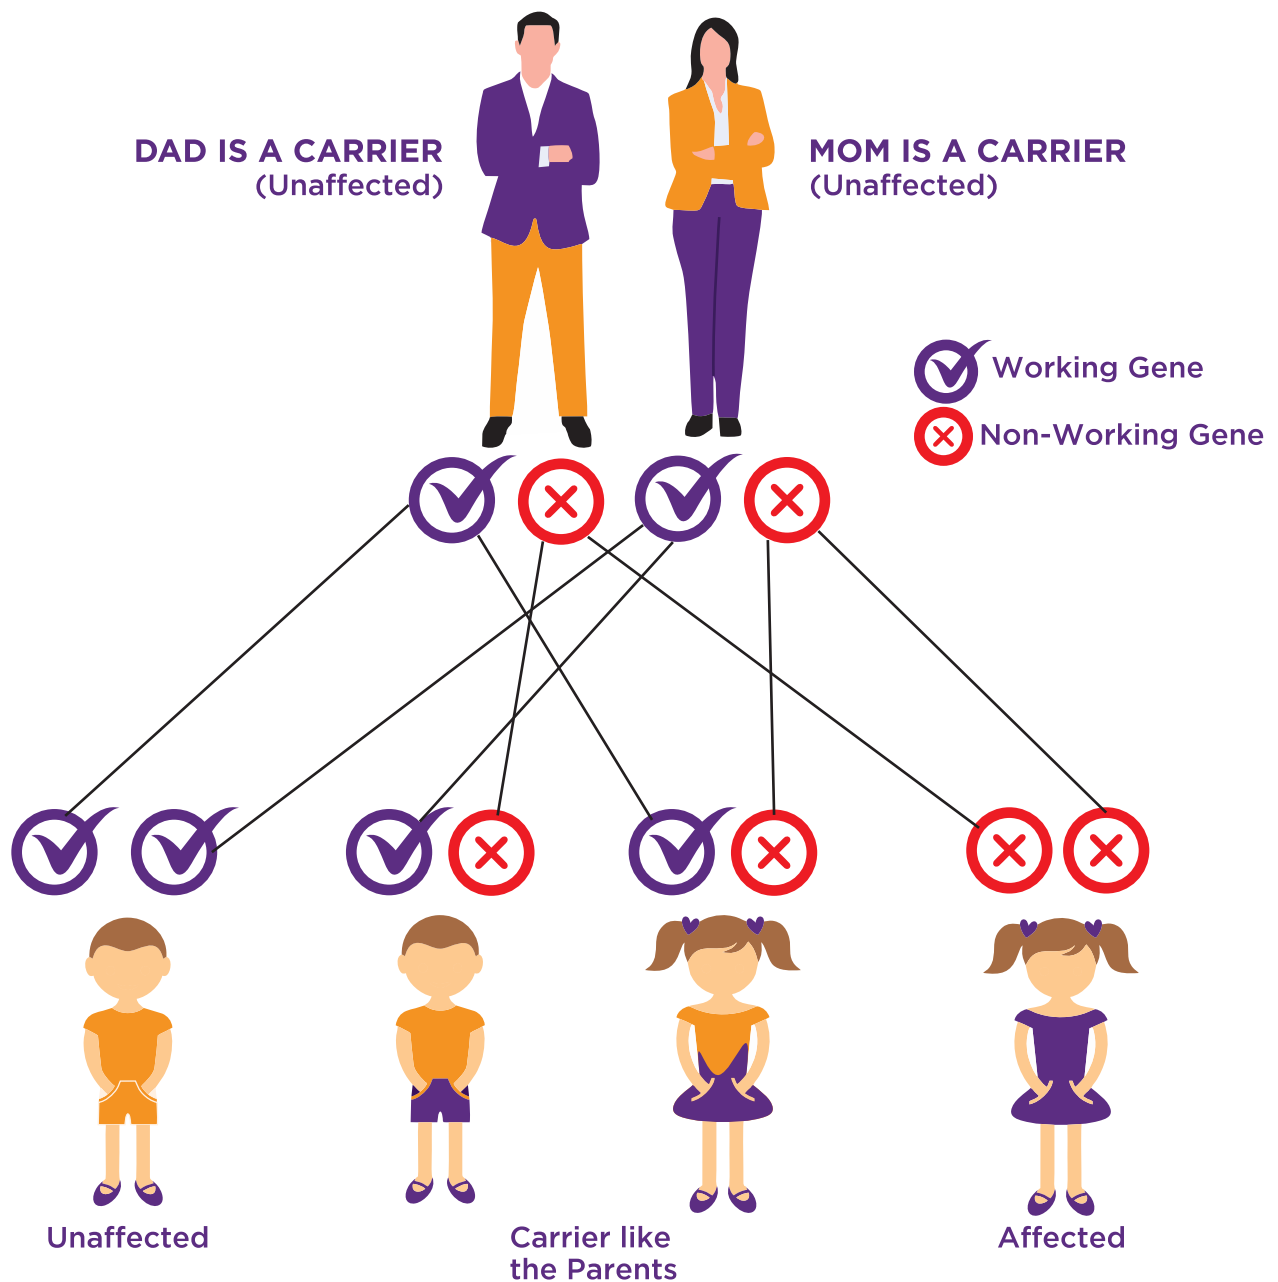 DAD IS A CARRIER
(Unaffected)
MOM IS A CARRIER
(Unaffected)
Working Gene
Non-Working Gene
Unaffected
Carrier like
the Parents
Affected